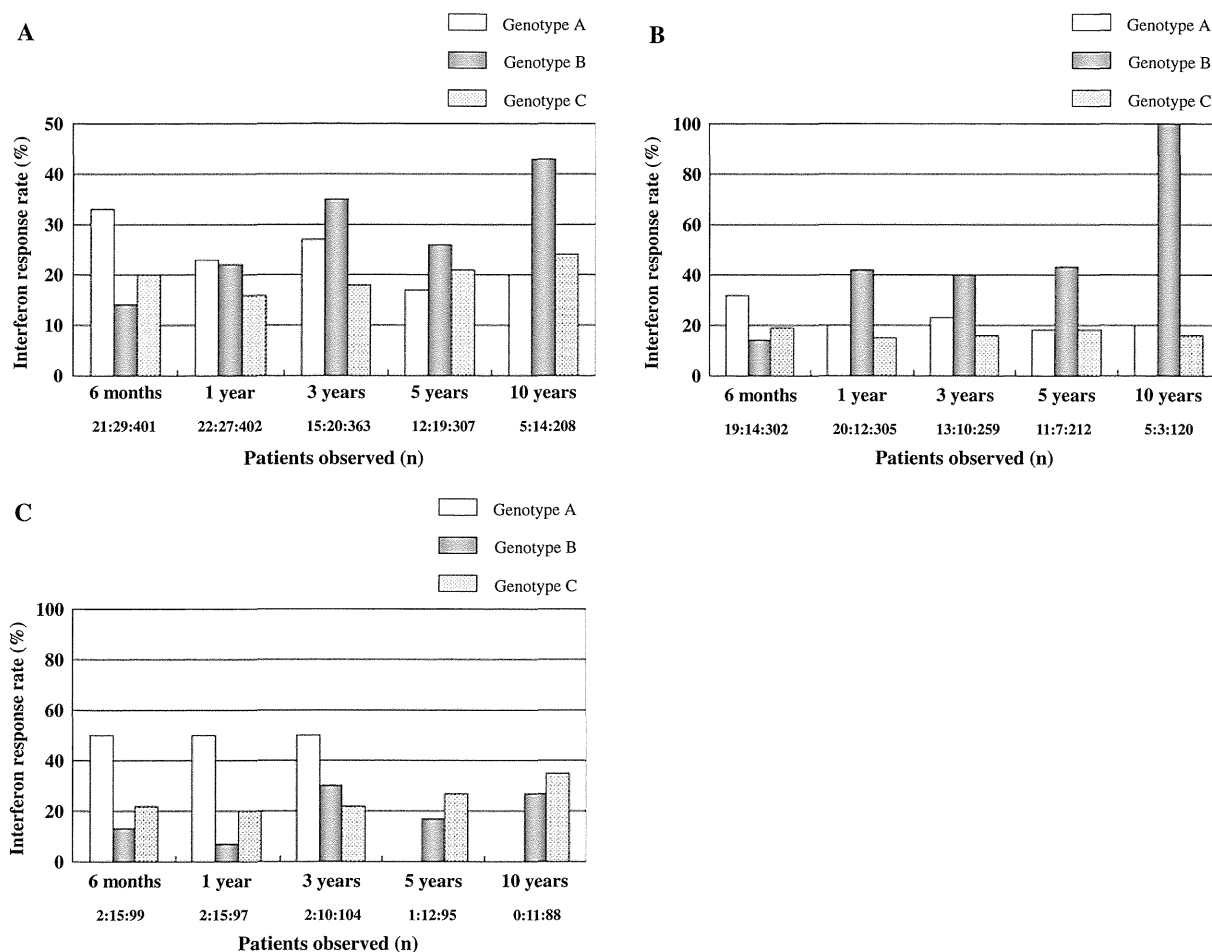 A
Genotype A
Genotype B
Genotype C
Interferon response rate (%)
50
40
30
20
10
0
6 months 1 year 3 years 5 years 10 years
21:29:401 22:27:402 15:20:363 12:19:307 5:14:208
Patients observed (n)
B
Genotype A
Genotype B
Genotype C
Interferon response rate (%)
100
80
60
40
20
0
6 months 1 year 3 years 5 years 10 years
19:14:302 20:12:305 13:10:259 11:7:212 5:3:120
Patients observed (n)
C
Genotype A
Genotype B
Genotype C
Interferon response rate (%)
100
80
60
40
20
0
6 months 1 year 3 years 5 years 10 years
2:15:99 2:15:97 2:10:104 1:12:95 0:11:88
Patients observed (n)